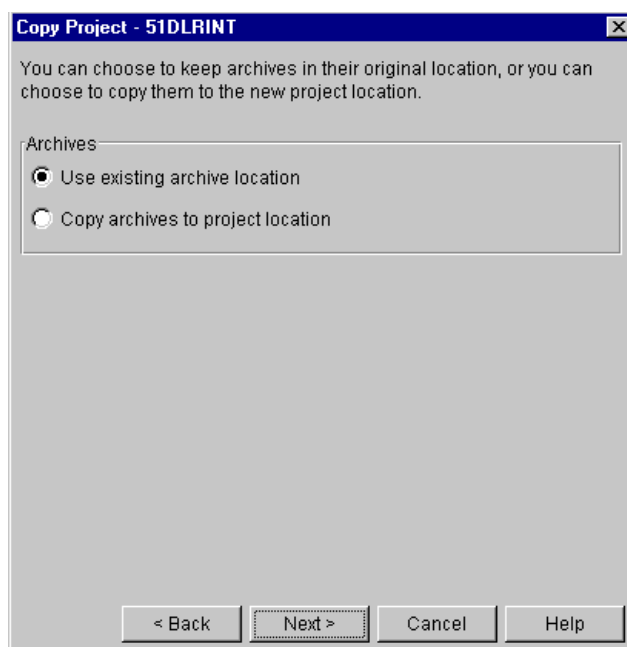 Copy Project - 51DLRINT
You can choose to keep archives in their original location, or you can
choose to copy them to the new project location.
Archives
Use existing archive location
Copy archives to project location
< Back
Next >
Cancel
Help